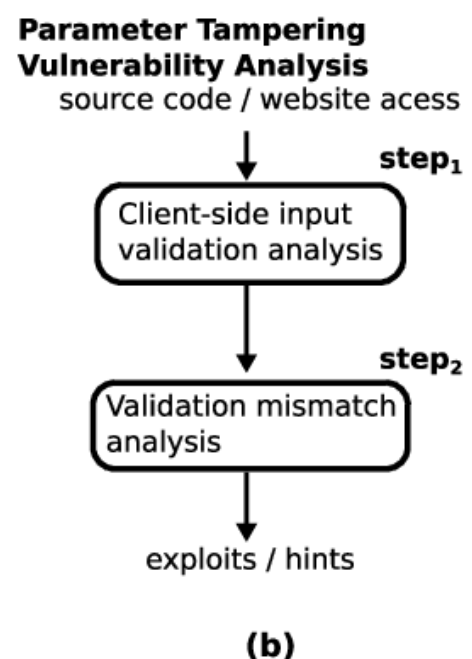 Parameter Tampering
Vulnerability Analysis
source code / website acess
step₁
Client-side input
validation analysis
step₂
Validation mismatch
analysis
exploits / hints
(b)